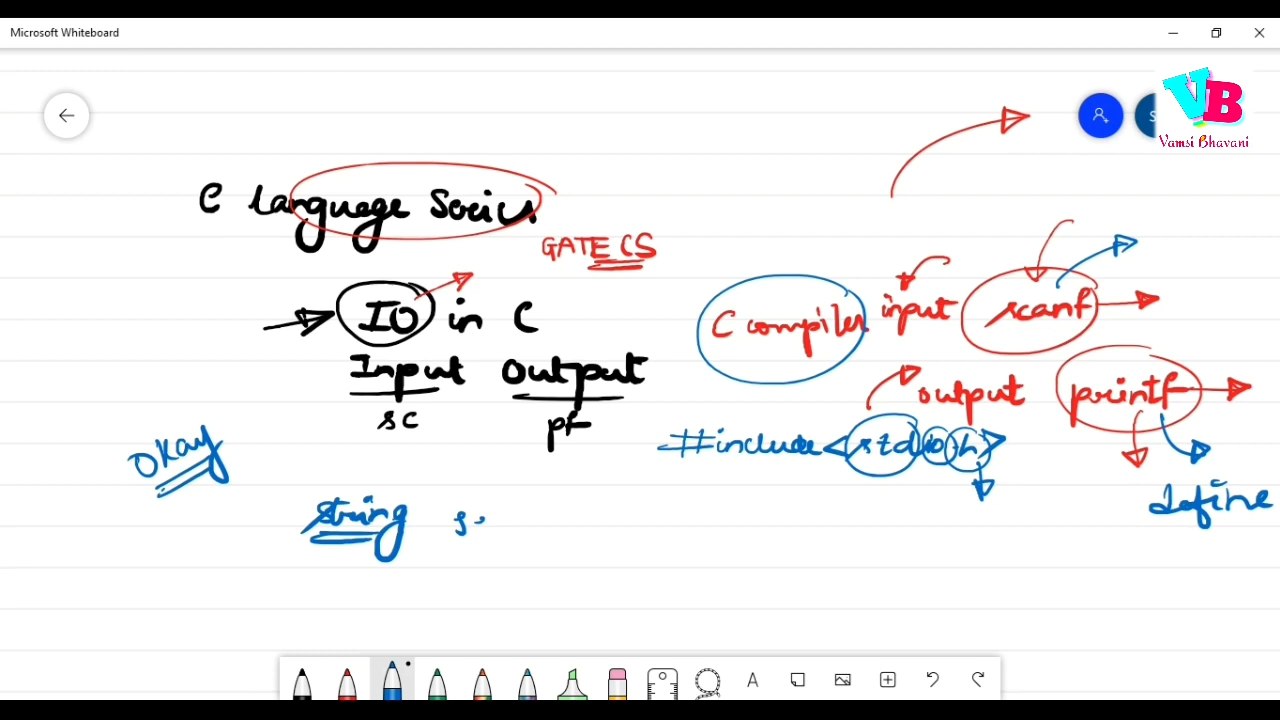 Microsoft Whiteboard
VB
Vamsi Bhavani
C language Series
GATE CS
IO in C
Input Output
sc pf
C compiler input scanf
output printf
#include <stdio.h>
define
okay
string s
A